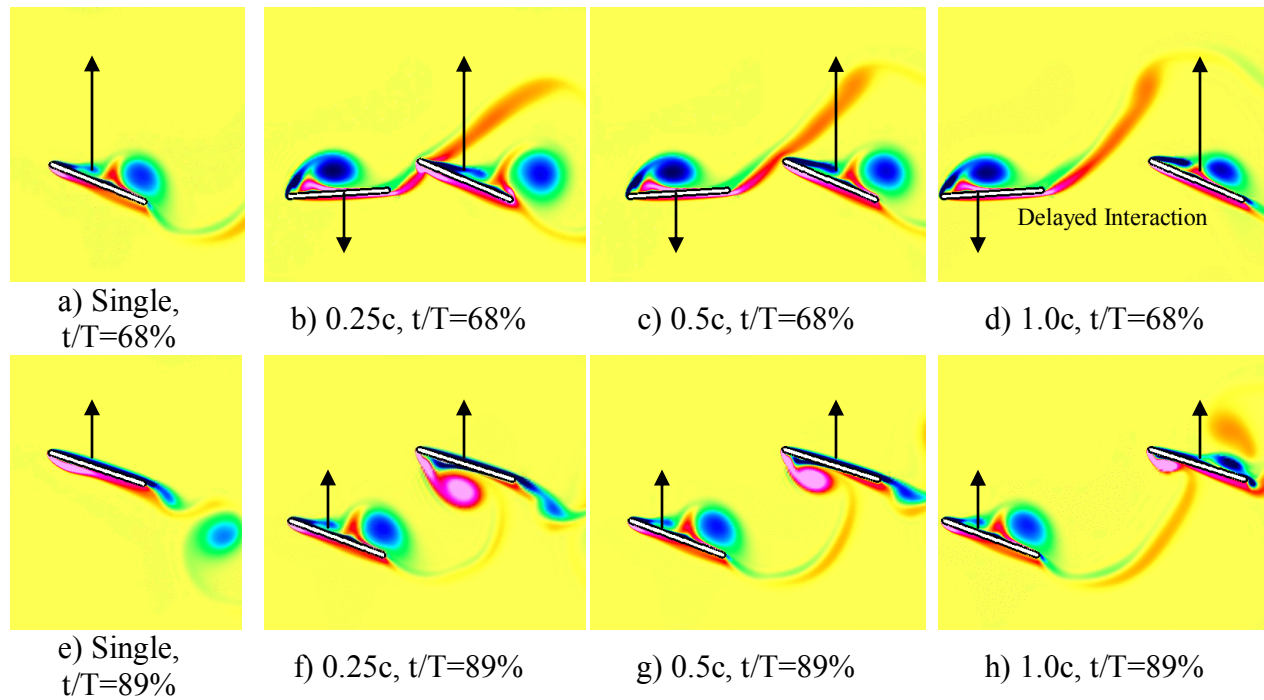 Delayed Interaction
a) Single,
t/T=68%
b) 0.25c, t/T=68%
c) 0.5c, t/T=68%
d) 1.0c, t/T=68%
e) Single,
t/T=89%
f) 0.25c, t/T=89%
g) 0.5c, t/T=89%
h) 1.0c, t/T=89%